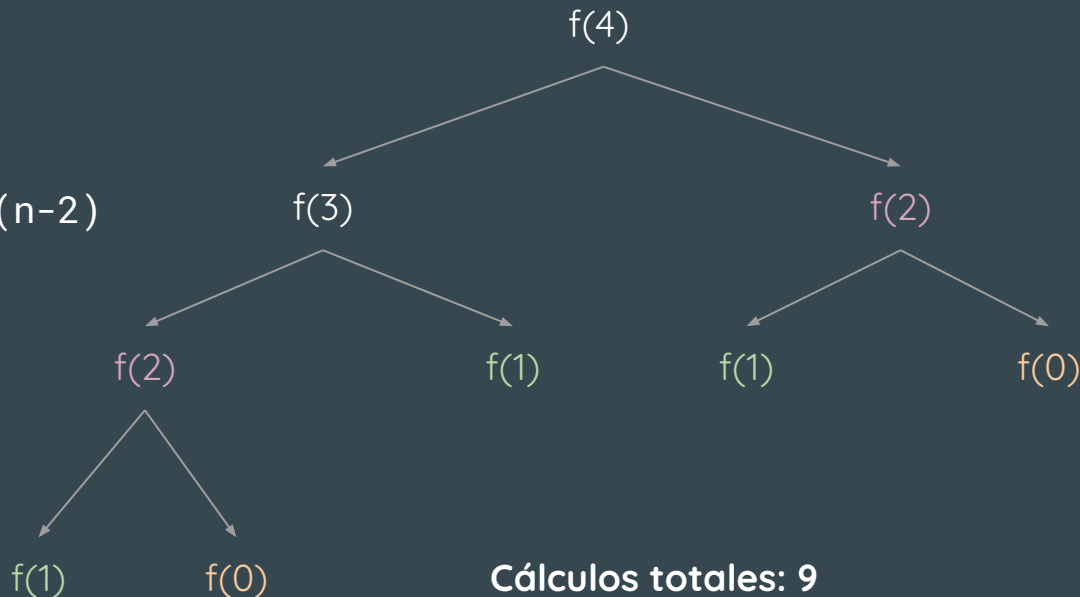 f(4)
(n-2)
f(3)
f(2)
f(2)
f(1)
f(1)
f(0)
f(1)
f(0)
Cálculos totales: 9